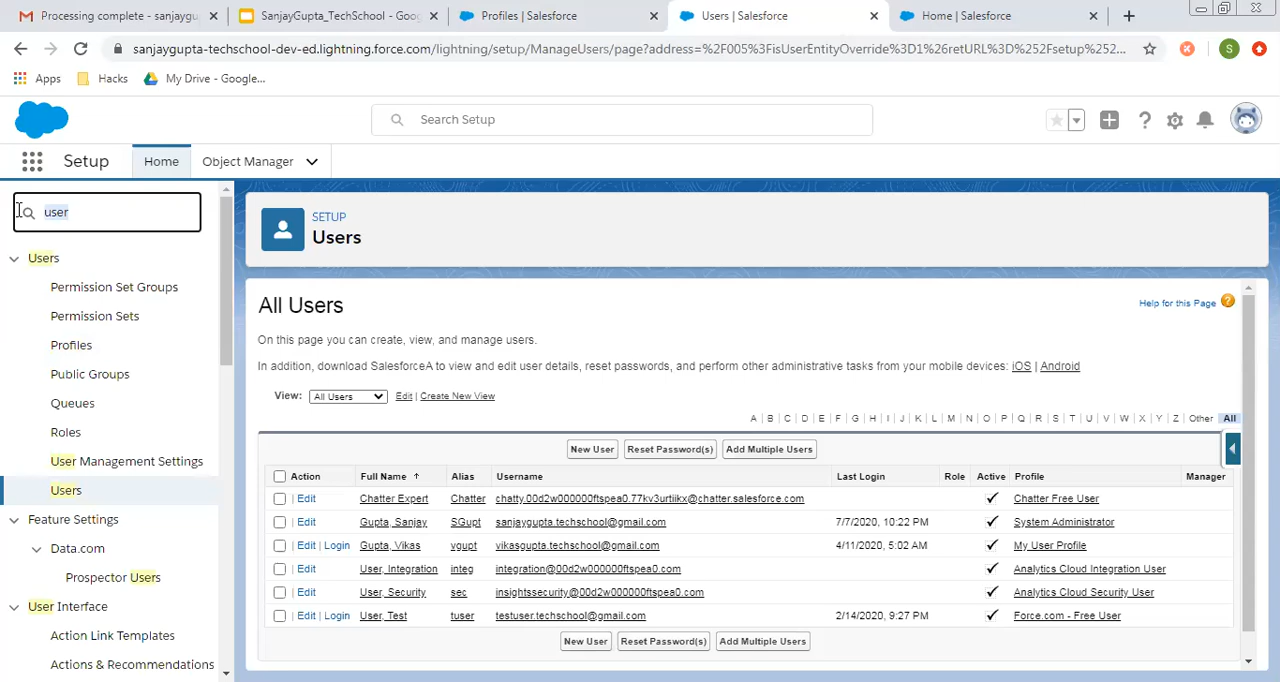 Processing complete - sanjaygu
SanjayGupta_TechSchool - Goog
Profiles | Salesforce
Users | Salesforce
Home | Salesforce
sanjaygupta-techschool-dev-ed.lightning.force.com/lightning/setup/ManageUsers/page?address=%2F005%3FisUserEntityOverride%3D1%26retURL%3D%252Fsetup%252...
S
Apps
Hacks
My Drive - Google...
Search Setup
Setup
Home
Object Manager
user
SETUP
Users
Users
Permission Set Groups
Permission Sets
Profiles
Public Groups
Queues
Roles
User Management Settings
Users
Feature Settings
Data.com
Prospector Users
User Interface
Action Link Templates
Actions & Recommendations
All Users
Help for this Page
On this page you can create, view, and manage users.
In addition, download SalesforceA to view and edit user details, reset passwords, and perform other administrative tasks from your mobile devices: iOS | Android
View: All Users Edit | Create New View
A B C D E F G H I J K L M N O P Q R S T U V W X Y Z Other All
New User Reset Password(s) Add Multiple Users
Action Full Name Alias Username Last Login Role Active Profile Manager
| Edit Chatter Expert Chatter chatty.00d2w000000ftspea0.77kv3urtiikx@chatter.salesforce.com Chatter Free User
| Edit Gupta, Sanjay SGupt sanjaygupta.techschool@gmail.com 7/7/2020, 10:22 PM System Administrator
| Edit | Login Gupta, Vikas vgupt vikasgupta.techschool@gmail.com 4/11/2020, 5:02 AM My User Profile
| Edit User, Integration integ integration@00d2w000000ftspea0.com Analytics Cloud Integration User
| Edit User, Security sec insightssecurity@00d2w000000ftspea0.com Analytics Cloud Security User
| Edit | Login User, Test tuser testuser.techschool@gmail.com 2/14/2020, 9:27 PM Force.com - Free User
New User Reset Password(s) Add Multiple Users